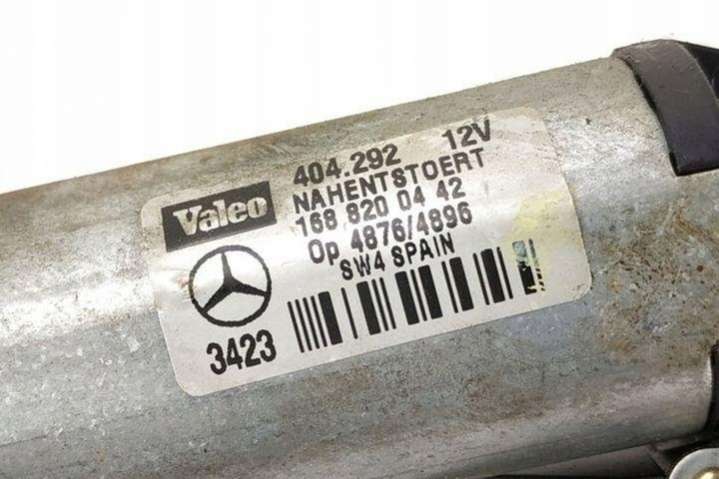 Valeo
404.292 12V
NAHENTSTOERT
168 820 04 42
Op 4876/4896
SW4 SPAIN
3423